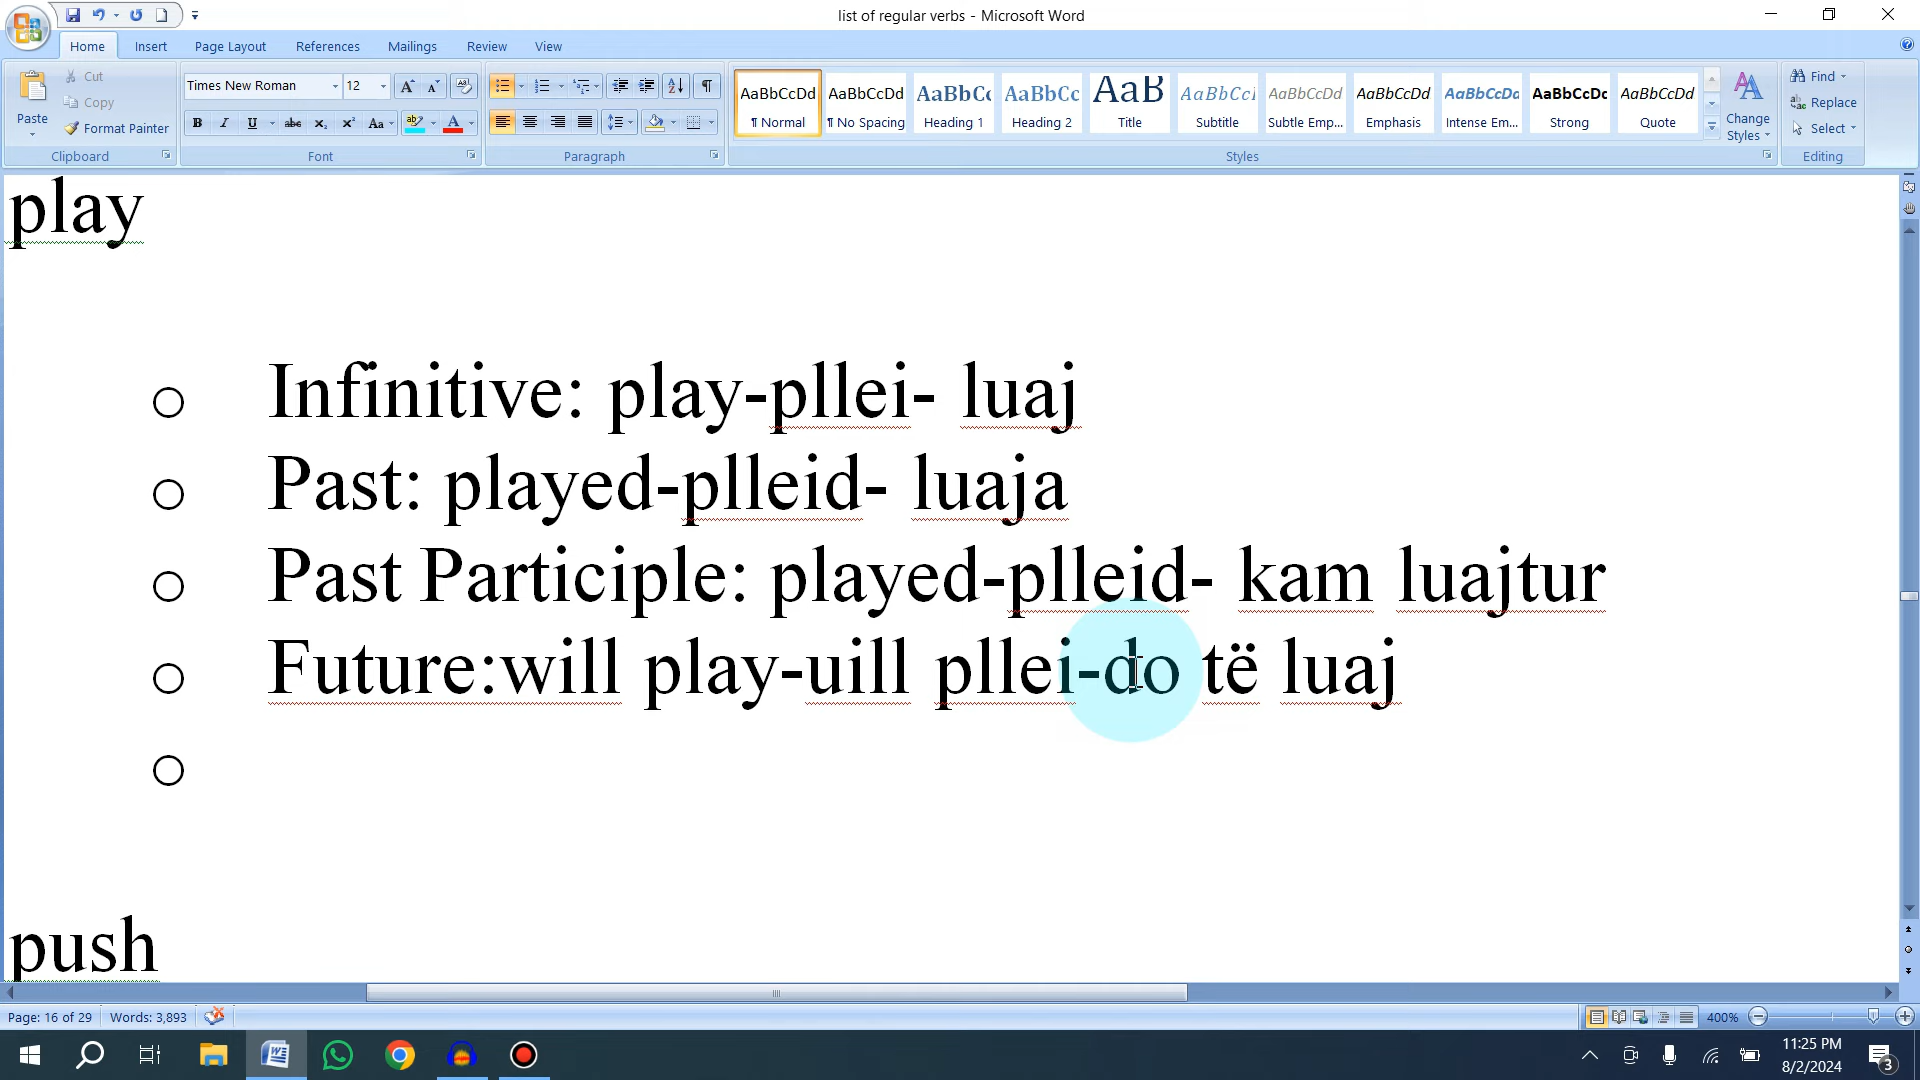 list of regular verbs - Microsoft Word
Home Insert Page Layout References Mailings Review View
Paste
Cut
Copy
Format Painter
Clipboard
Times New Roman 12
Font
Paragraph
AaBbCcDd AaBbCcDd AaBbCc AaBbCc AaB AaBbCcI AaBbCcDd AaBbCcDd AaBbCcDd AaBbCcDc AaBbCcDd
¶ Normal ¶ No Spacing Heading 1 Heading 2 Title Subtitle Subtle Emp... Emphasis Intense Em... Strong Quote
Change Styles
Styles
Find
Replace
Select
Editing
play
Infinitive: play-pllei- luaj
Past: played-plleid- luaja
Past Participle: played-plleid- kam luajtur
Future:will play-uill pllei-do të luaj
push
Page: 16 of 29 Words: 3,893 400%
11:25 PM
8/2/2024
3